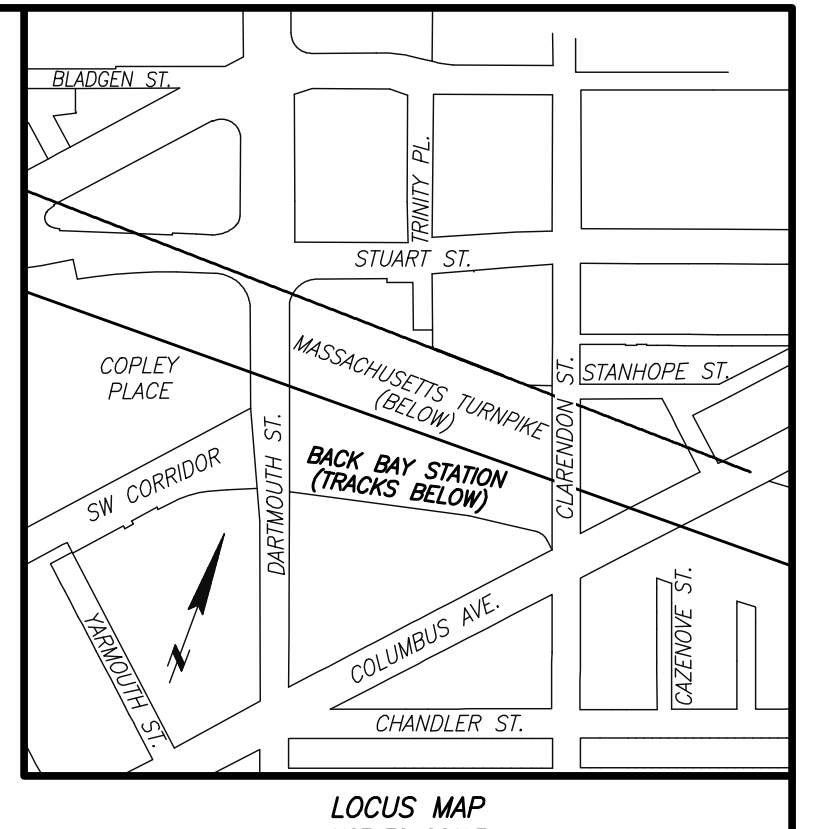 BLADGEN ST.
TRINITY PL.
STUART ST.
COPLEY
PLACE
MASSACHUSETTS TURNPIKE
(BELOW)
STANHOPE ST.
CLARENDON ST.
BACK BAY STATION
(TRACKS BELOW)
SW CORRIDOR
DARTMOUTH ST.
N
YARMOUTH ST.
COLUMBUS AVE.
CAZENOVE ST.
CHANDLER ST.
LOCUS MAP